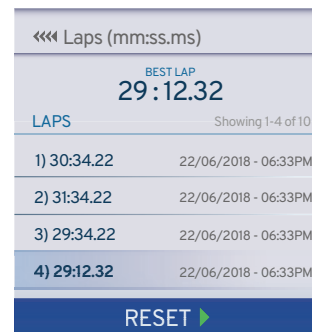 Laps (mm:ss.ms)
BEST LAP
29:12.32
LAPS Showing 1-4 of 10
1) 30:34.22 22/06/2018 - 06:33PM
2) 31:34.22 22/06/2018 - 06:33PM
3) 29:34.22 22/06/2018 - 06:33PM
4) 29:12.32 22/06/2018 - 06:33PM
RESET